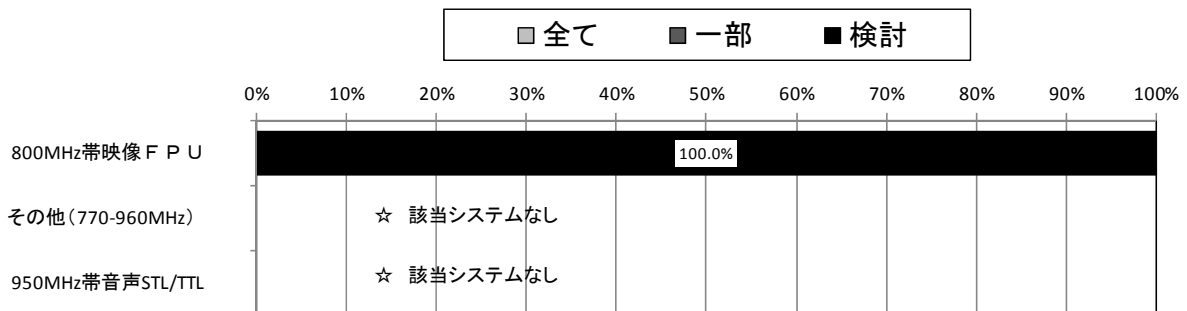 ■全て ■一部 ■検討
0% 10% 20% 30% 40% 50% 60% 70% 80% 90% 100%
800MHz帯映像ＦＰＵ 100.0%
その他（770-960MHz） ☆ 該当システムなし
950MHz帯音声STL/TTL ☆ 該当システムなし